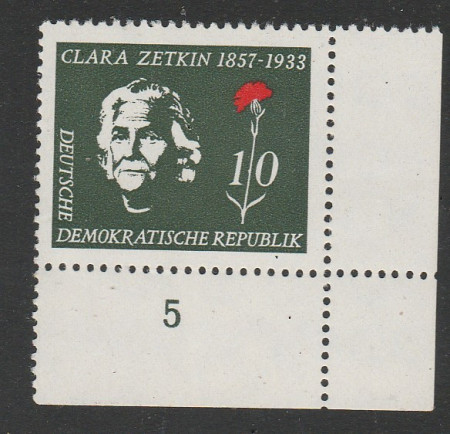 CLARA ZETKIN 1857-1933
10
DEUTSCHE
DEMOKRATISCHE REPUBLIK
5